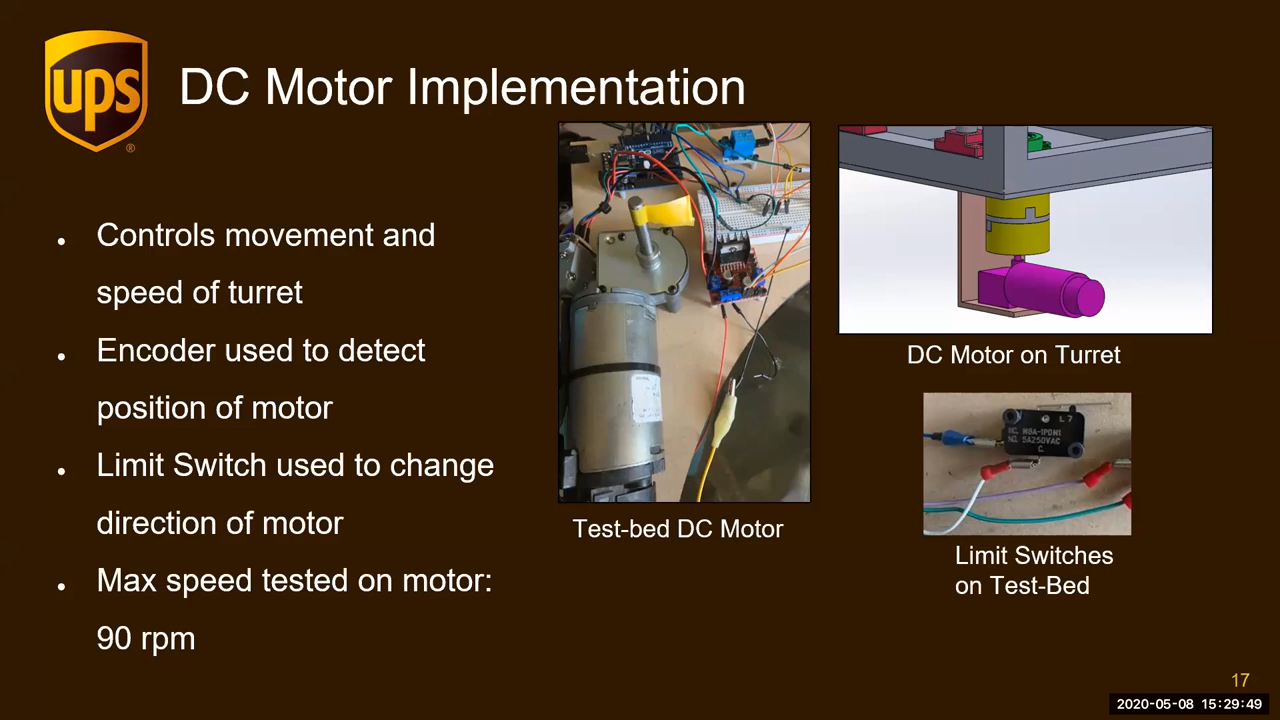 ups
®
DC Motor Implementation
• Controls movement and
speed of turret
• Encoder used to detect
position of motor
• Limit Switch used to change
direction of motor
• Max speed tested on motor:
90 rpm
Test-bed DC Motor
DC Motor on Turret
L7
5A250VAC
C.
Limit Switches
on Test-Bed
17
2020-05-08 15:29:49